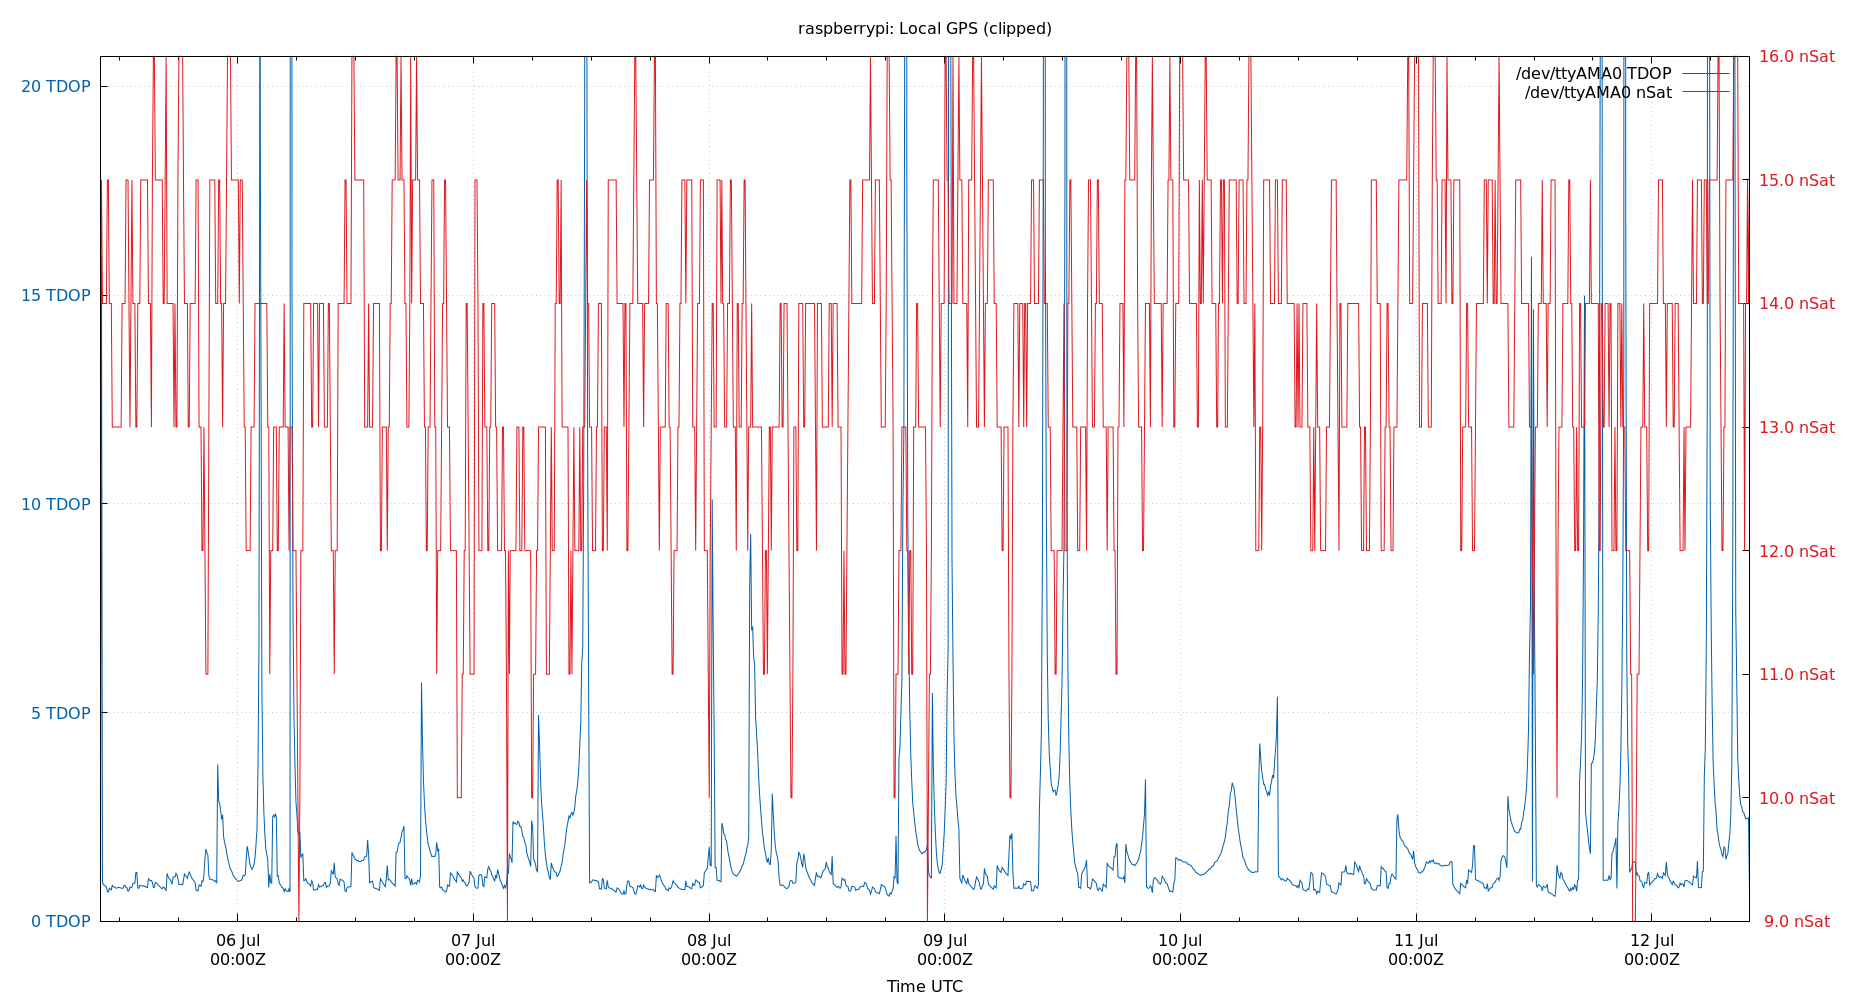 raspberrypi: Local GPS (clipped)
/dev/ttyAMA0 TDOP
/dev/ttyAMA0 nSat
20 TDOP
15 TDOP
10 TDOP
5 TDOP
0 TDOP
16.0 nSat
15.0 nSat
14.0 nSat
13.0 nSat
12.0 nSat
11.0 nSat
10.0 nSat
9.0 nSat
06 Jul
00:00Z
07 Jul
00:00Z
08 Jul
00:00Z
09 Jul
00:00Z
10 Jul
00:00Z
11 Jul
00:00Z
12 Jul
00:00Z
Time UTC